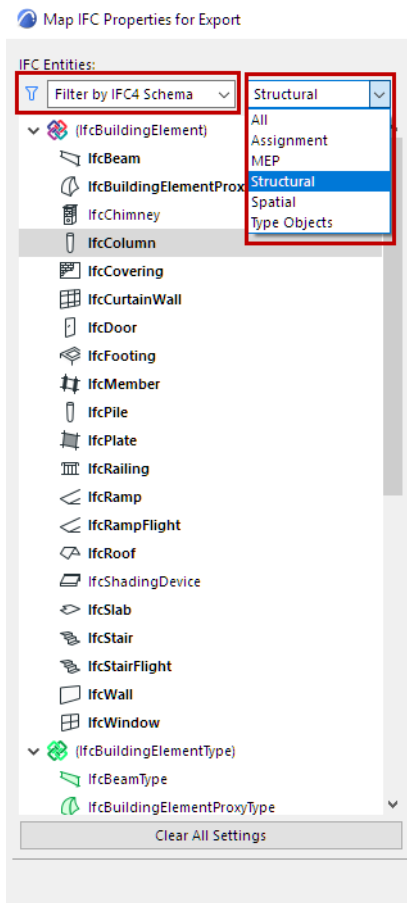 Map IFC Properties for Export
IFC Entities:
Filter by IFC4 Schema
Structural
All
Assignment
MEP
Structural
Spatial
Type Objects
(IfcBuildingElement)
IfcBeam
IfcBuildingElementProx
IfcChimney
IfcColumn
IfcCovering
IfcCurtainWall
IfcDoor
IfcFooting
IfcMember
IfcPile
IfcPlate
IfcRailing
IfcRamp
IfcRampFlight
IfcRoof
IfcShadingDevice
IfcSlab
IfcStair
IfcStairFlight
IfcWall
IfcWindow
(IfcBuildingElementType)
IfcBeamType
IfcBuildingElementProxyType
Clear All Settings